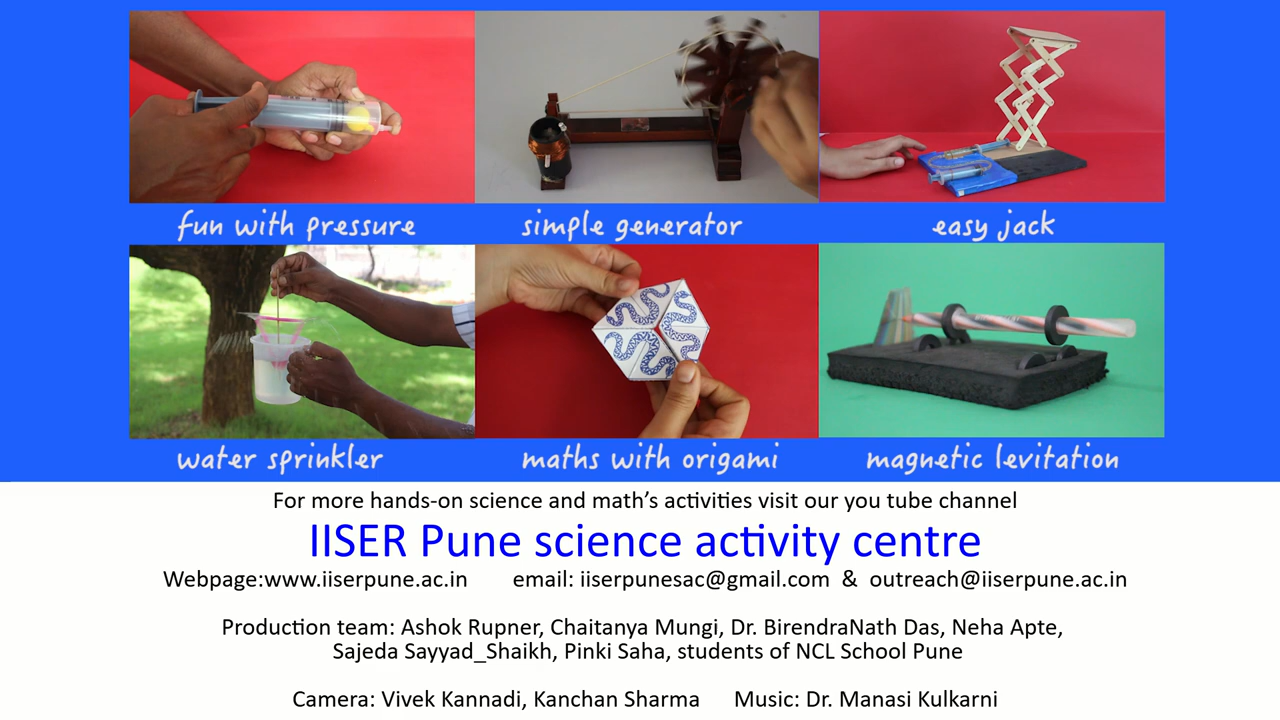 fun with pressure simple generator easy jack
water sprinkler maths with origami magnetic levitation
For more hands-on science and math's activities visit our you tube channel
IISER Pune science activity centre
Webpage:www.iiserpune.ac.in email: iiserpunesac@gmail.com & outreach@iiserpune.ac.in
Production team: Ashok Rupner, Chaitanya Mungi, Dr. BirendraNath Das, Neha Apte,
Sajeda Sayyad_Shaikh, Pinki Saha, students of NCL School Pune
Camera: Vivek Kannadi, Kanchan Sharma Music: Dr. Manasi Kulkarni